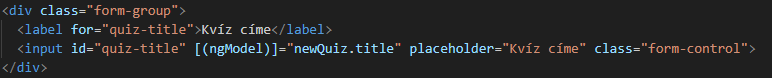 <div class="form-group">
<label for="quiz-title">Kvíz címe</label>
<input id="quiz-title" [(ngModel)]="newQuiz.title" placeholder="Kvíz címe" class="form-control">
</div>